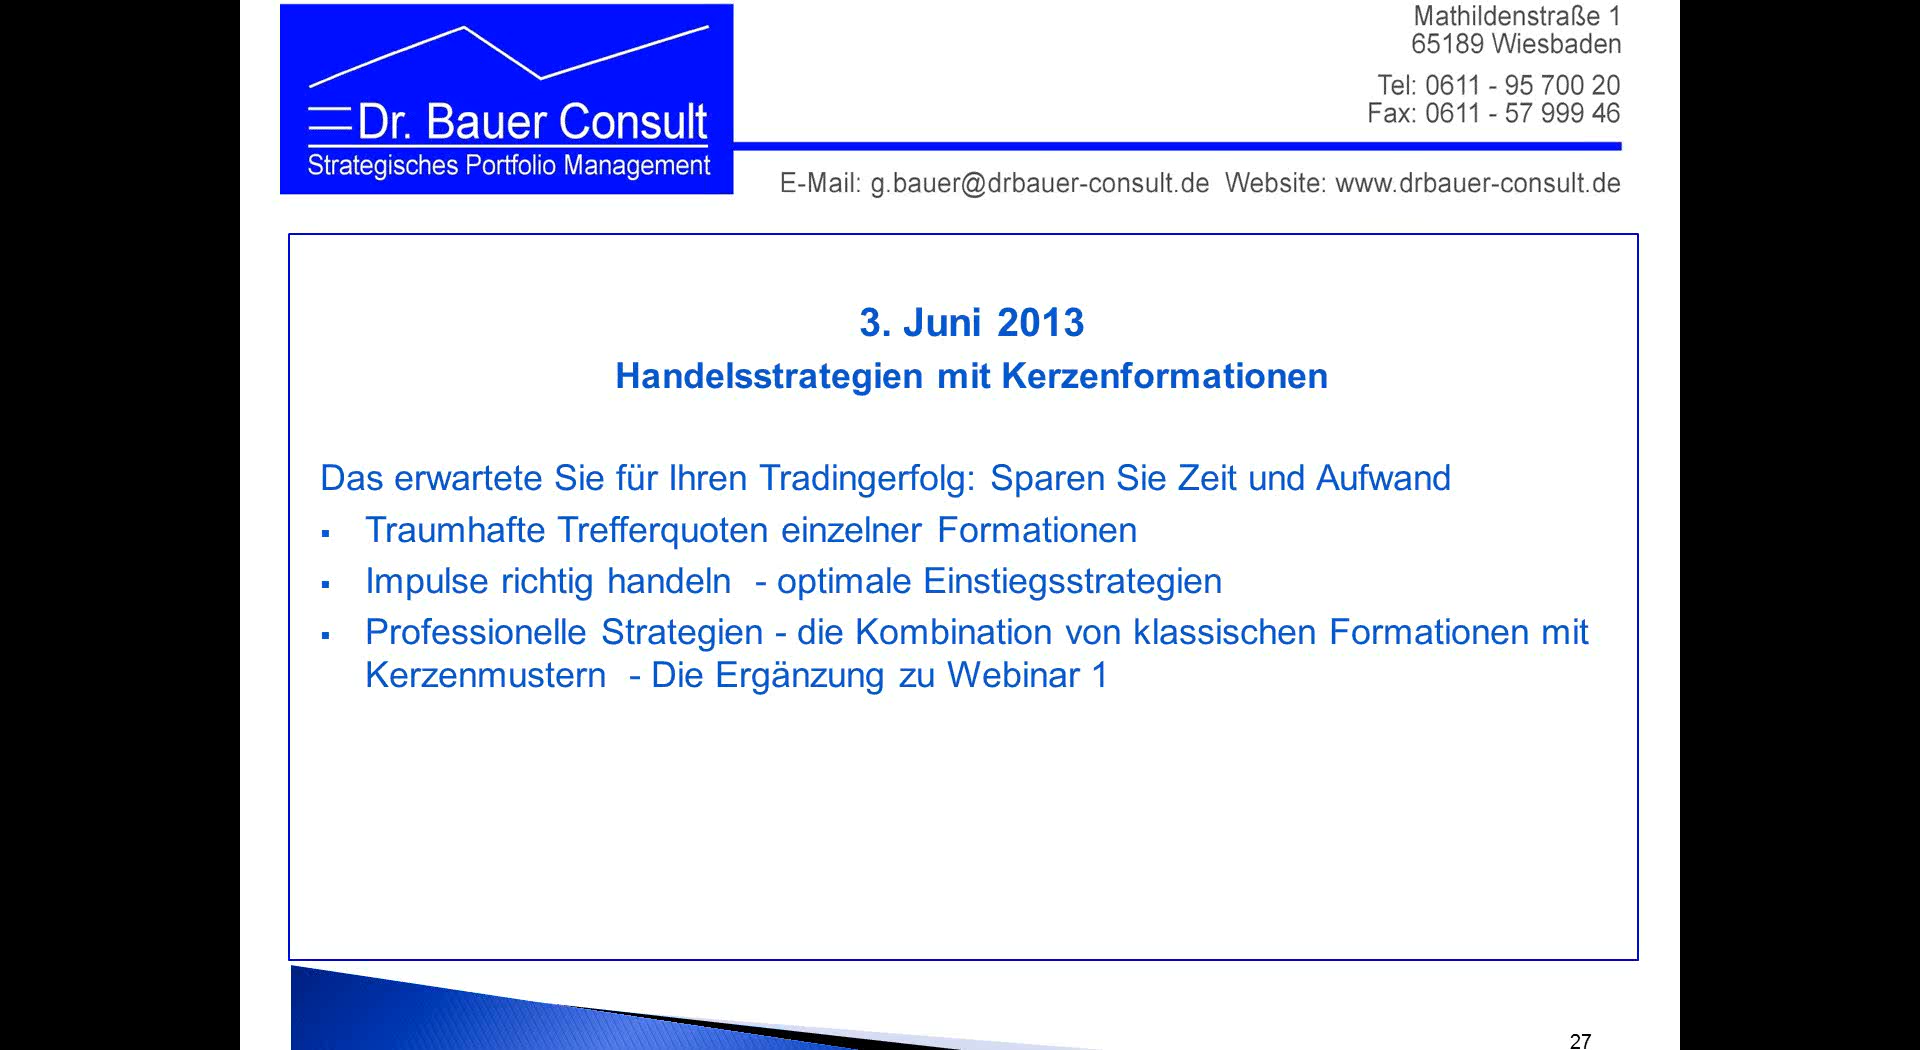 Mathildenstraße 1
65189 Wiesbaden
Tel: 0611 - 95 700 20
Fax: 0611 - 57 999 46
Dr. Bauer Consult
Strategisches Portfolio Management
E-Mail: g.bauer@drbauer-consult.de Website: www.drbauer-consult.de
3. Juni 2013
Handelsstrategien mit Kerzenformationen
Das erwartete Sie für Ihren Tradingerfolg: Sparen Sie Zeit und Aufwand
▪ Traumhafte Trefferquoten einzelner Formationen
▪ Impulse richtig handeln - optimale Einstiegsstrategien
▪ Professionelle Strategien - die Kombination von klassischen Formationen mit
Kerzenmustern - Die Ergänzung zu Webinar 1
27